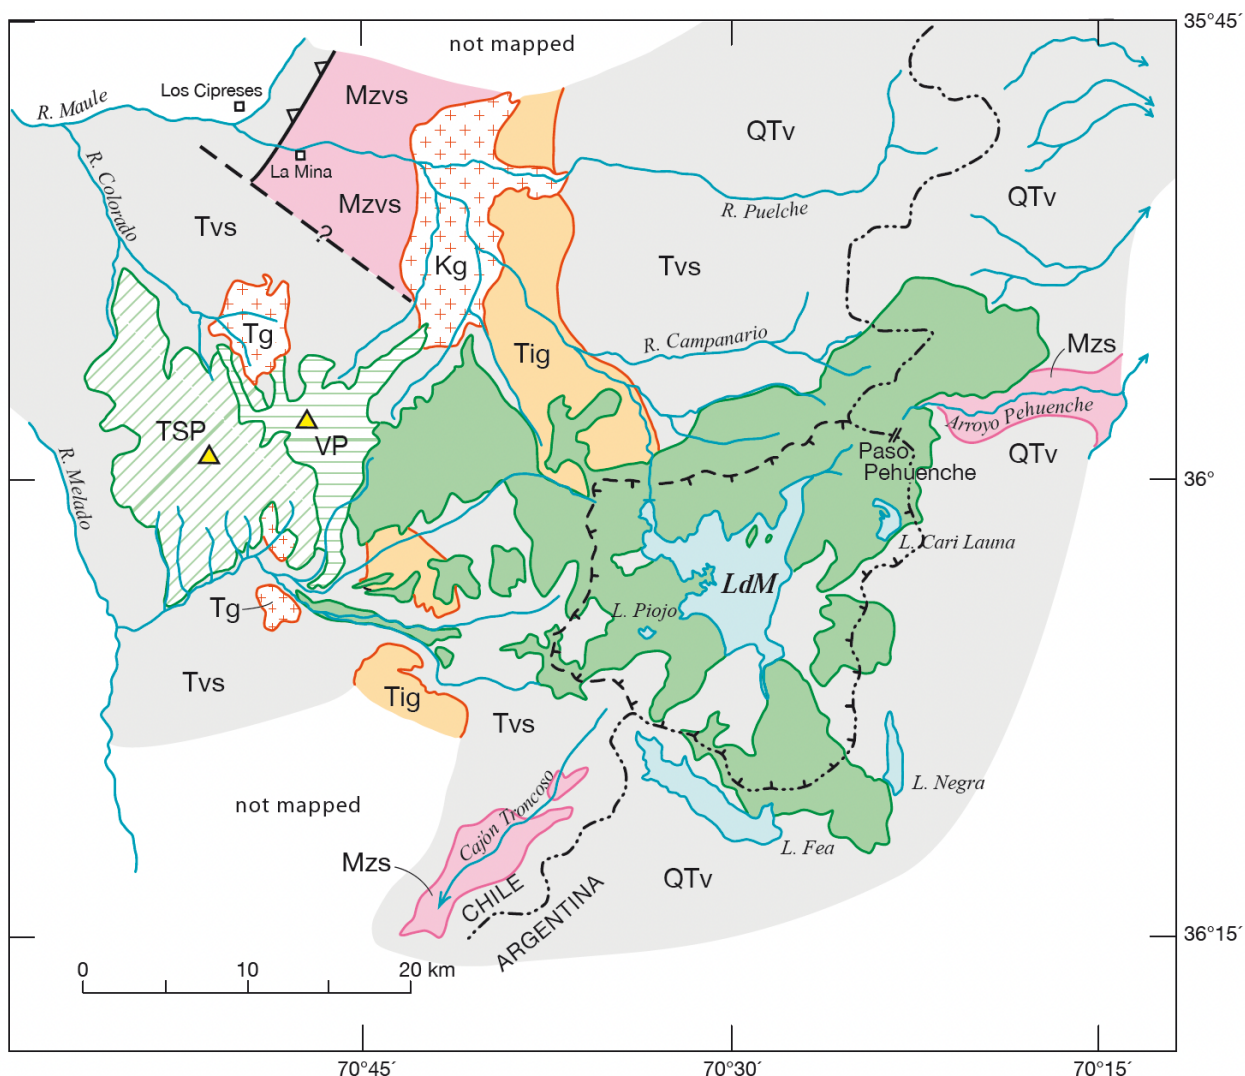 35°45´
not mapped
Los Cipreses
R. Maule
Mzvs
QTv
La Mina
R. Colorado
Mzvs
QTv
R. Puelche
Tvs
?
Kg
Tvs
Tg
R. Campanario
Mzs
Tig
Arroyo Pehuenche
TSP
VP
Paso
Pehuenche
QTv
36°
R. Melado
L. Cari Launa
LdM
Tg
L. Piojo
Tvs
Tig
Tvs
L. Negra
not mapped
Cajon Troncoso
L. Fea
Mzs
QTv
CHILE
ARGENTINA
36°15´
0 10 20 km
70°45´ 70°30´ 70°15´